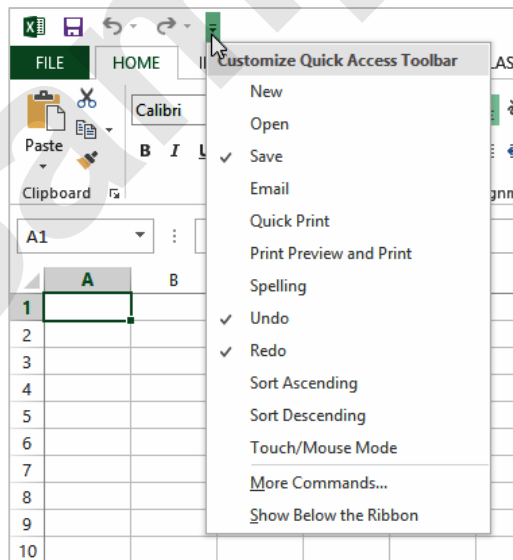 FILE HOME
Customize Quick Access Toolbar
New
Open
Save
Email
Quick Print
Print Preview and Print
Spelling
Undo
Redo
Sort Ascending
Sort Descending
Touch/Mouse Mode
More Commands...
Show Below the Ribbon
Calibri
Paste
B I U
Clipboard
A1
A B
1
2
3
4
5
6
7
8
9
10